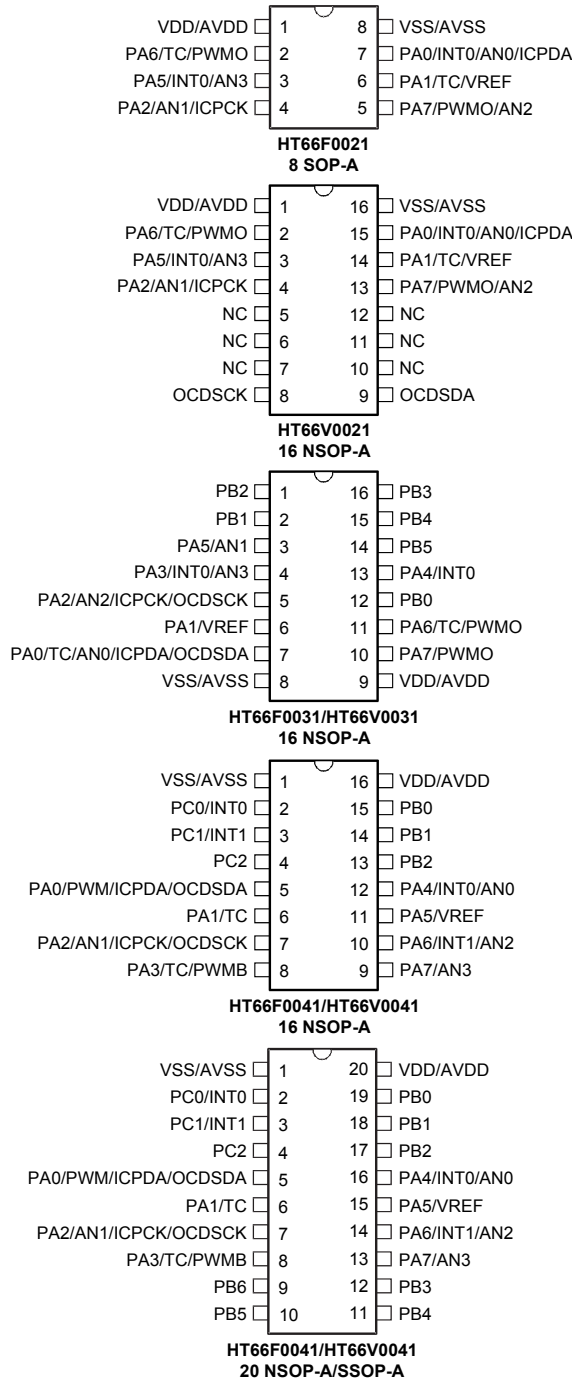 VDD/AVDD 1 8 VSS/AVSS
PA6/TC/PWMO 2 7 PA0/INT0/AN0/ICPDA
PA5/INT0/AN3 3 6 PA1/TC/VREF
PA2/AN1/ICPCK 4 5 PA7/PWMO/AN2
HT66F0021
8 SOP-A
VDD/AVDD 1 16 VSS/AVSS
PA6/TC/PWMO 2 15 PA0/INT0/AN0/ICPDA
PA5/INT0/AN3 3 14 PA1/TC/VREF
PA2/AN1/ICPCK 4 13 PA7/PWMO/AN2
NC 5 12 NC
NC 6 11 NC
NC 7 10 NC
OCDSCK 8 9 OCDSDA
HT66V0021
16 NSOP-A
PB2 1 16 PB3
PB1 2 15 PB4
PA5/AN1 3 14 PB5
PA3/INT0/AN3 4 13 PA4/INT0
PA2/AN2/ICPCK/OCDSCK 5 12 PB0
PA1/VREF 6 11 PA6/TC/PWMO
PA0/TC/AN0/ICPDA/OCDSDA 7 10 PA7/PWMO
VSS/AVSS 8 9 VDD/AVDD
HT66F0031/HT66V0031
16 NSOP-A
VSS/AVSS 1 16 VDD/AVDD
PC0/INT0 2 15 PB0
PC1/INT1 3 14 PB1
PC2 4 13 PB2
PA0/PWM/ICPDA/OCDSDA 5 12 PA4/INT0/AN0
PA1/TC 6 11 PA5/VREF
PA2/AN1/ICPCK/OCDSCK 7 10 PA6/INT1/AN2
PA3/TC/PWMB 8 9 PA7/AN3
HT66F0041/HT66V0041
16 NSOP-A
VSS/AVSS 1 20 VDD/AVDD
PC0/INT0 2 19 PB0
PC1/INT1 3 18 PB1
PC2 4 17 PB2
PA0/PWM/ICPDA/OCDSDA 5 16 PA4/INT0/AN0
PA1/TC 6 15 PA5/VREF
PA2/AN1/ICPCK/OCDSCK 7 14 PA6/INT1/AN2
PA3/TC/PWMB 8 13 PA7/AN3
PB6 9 12 PB3
PB5 10 11 PB4
HT66F0041/HT66V0041
20 NSOP-A/SSOP-A